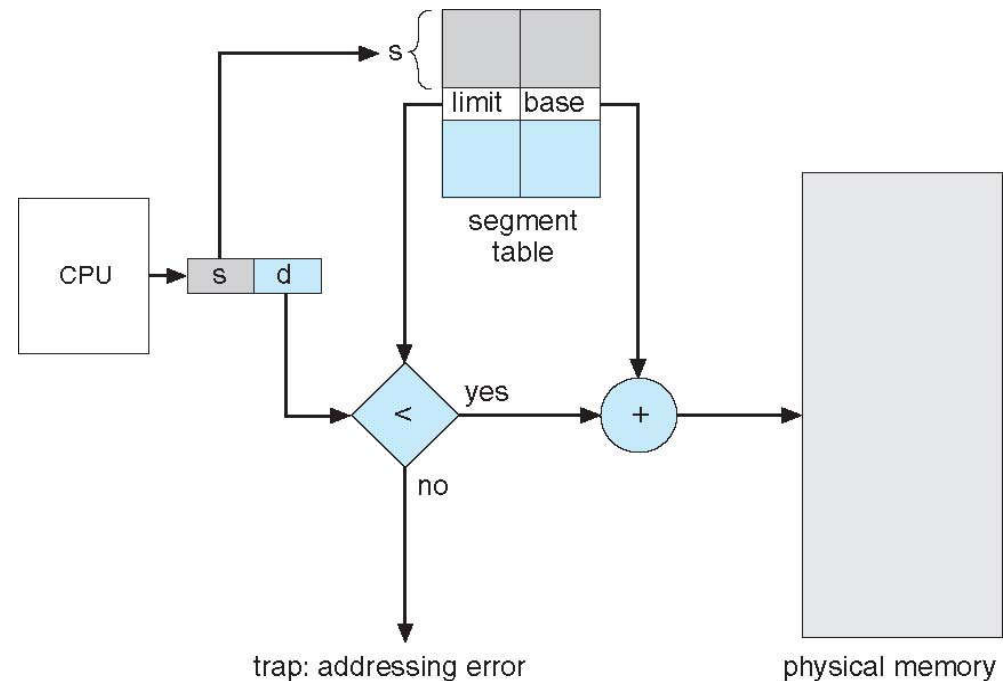 s {
limit base
segment
table
CPU
s d
<
yes
+
no
trap: addressing error
physical memory